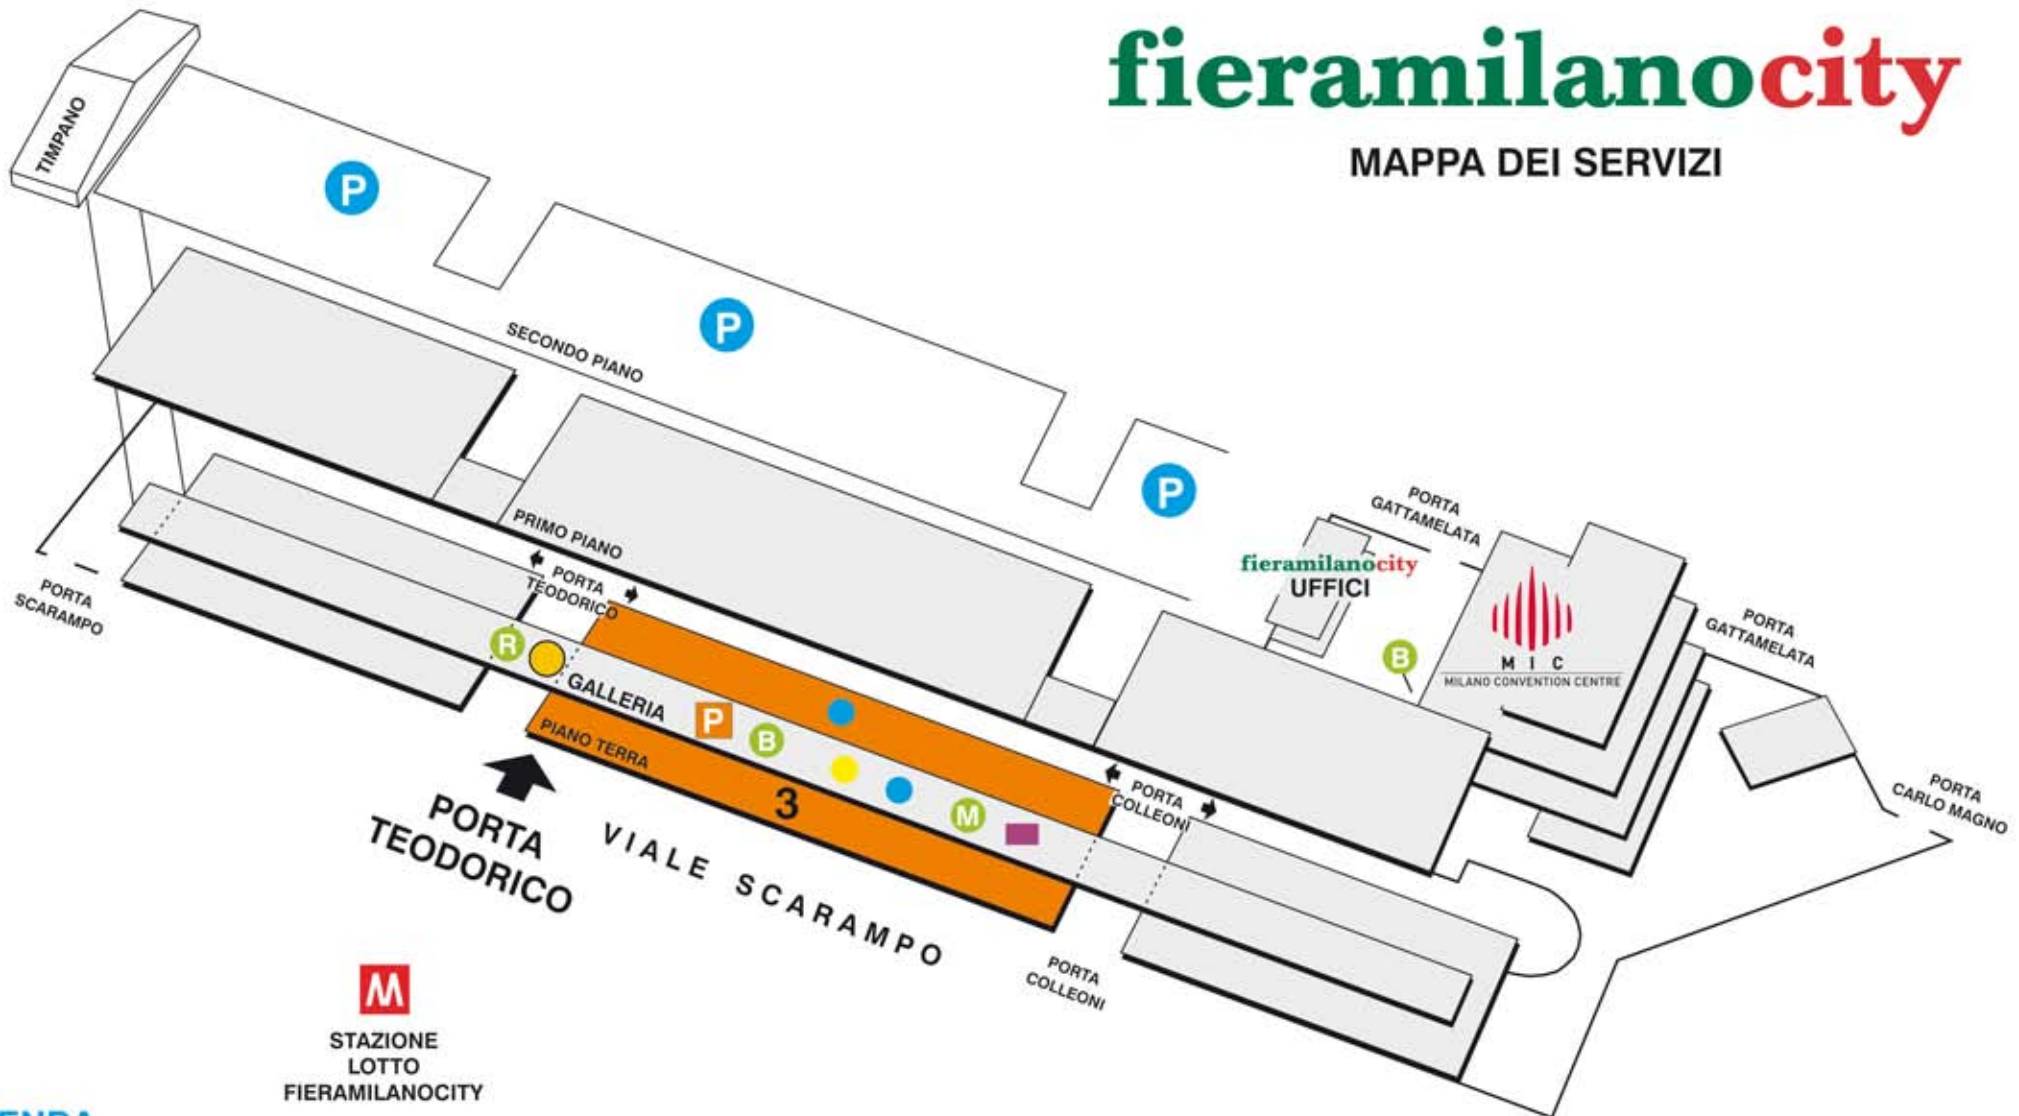 fieramilanocity
MAPPA DEI SERVIZI
TIMPANO
P
P
SECONDO PIANO
P
PORTA
GATTAMELATA
fieramilanocity
UFFICI
PRIMO PIANO
PORTA
TEODORICO
PORTA
SCARAMPO
R
B
M I C
MILANO CONVENTION CENTRE
PORTA
GATTAMELATA
GALLERIA
P
B
M
PIANO TERRA
3
PORTA
COLLEONI
PORTA
CARLO MAGNO
PORTA
TEODORICO
VIALE SCARAMPO
PORTA
COLLEONI
M
STAZIONE
LOTTO
FIERAMILANOCITY